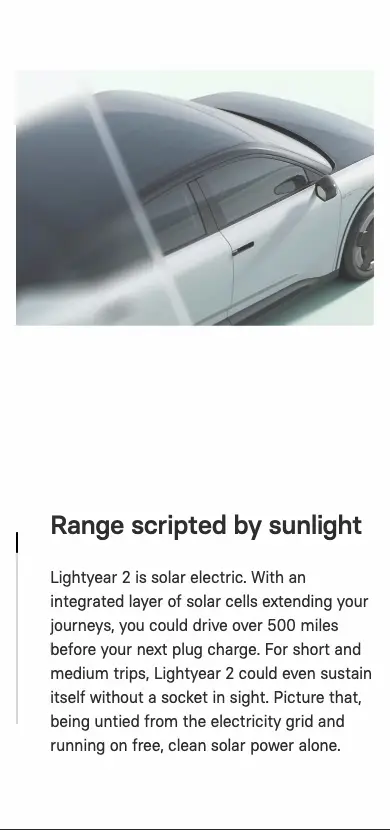 Range scripted by sunlight
Lightyear 2 is solar electric. With an
integrated layer of solar cells extending your
journeys, you could drive over 500 miles
before your next plug charge. For short and
medium trips, Lightyear 2 could even sustain
itself without a socket in sight. Picture that,
being untied from the electricity grid and
running on free, clean solar power alone.